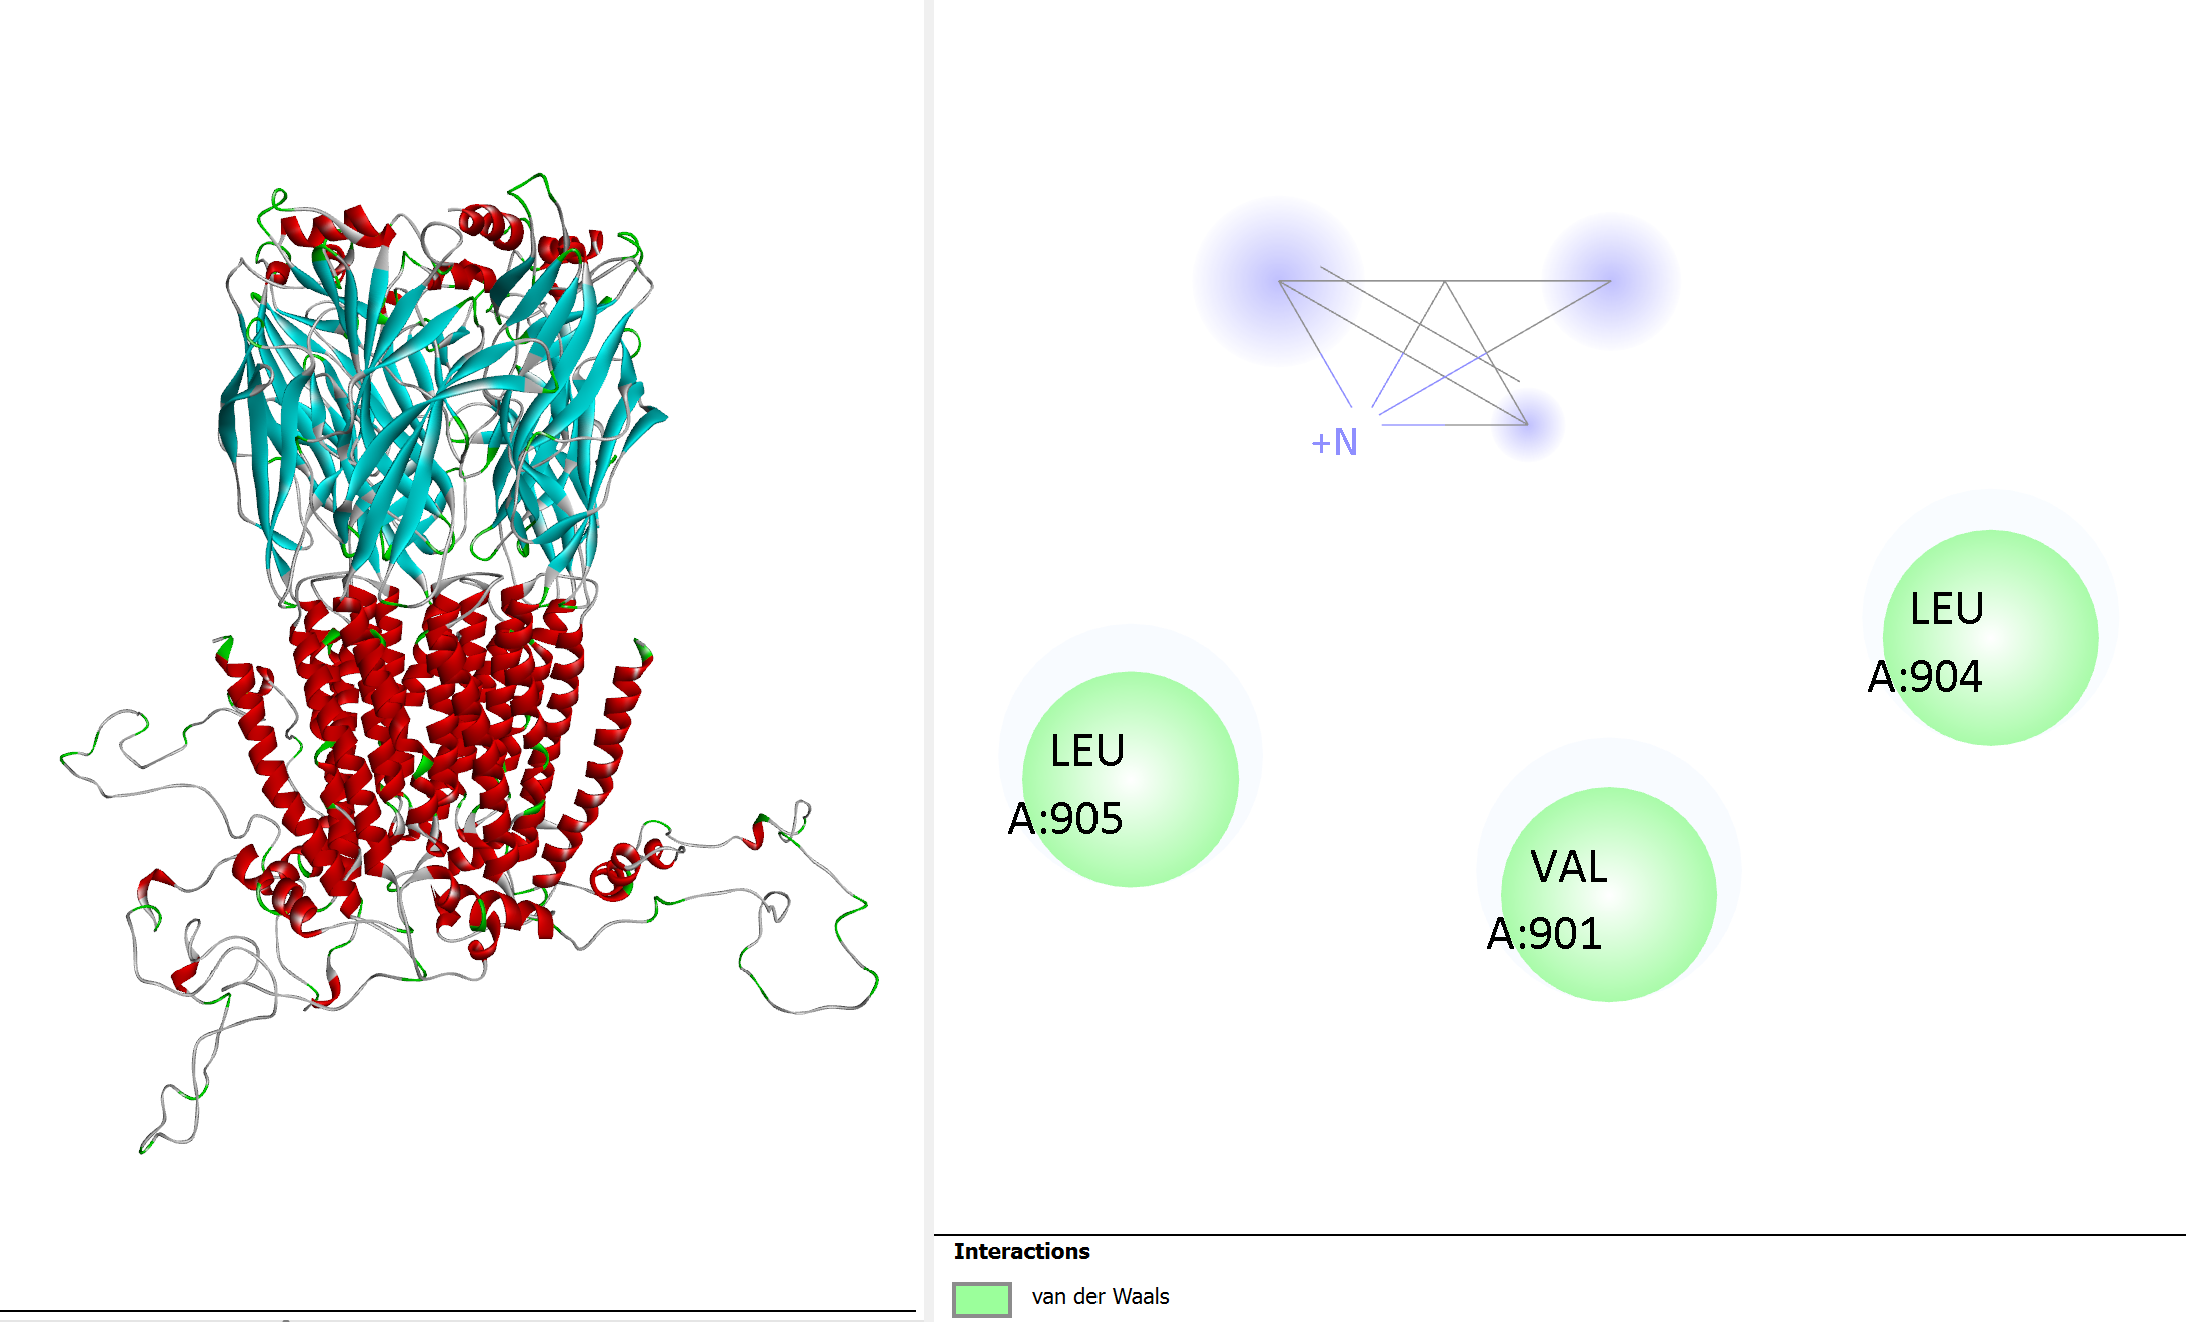 +N
LEU
A:904
LEU
A:905
VAL
A:901
Interactions
van der Waals